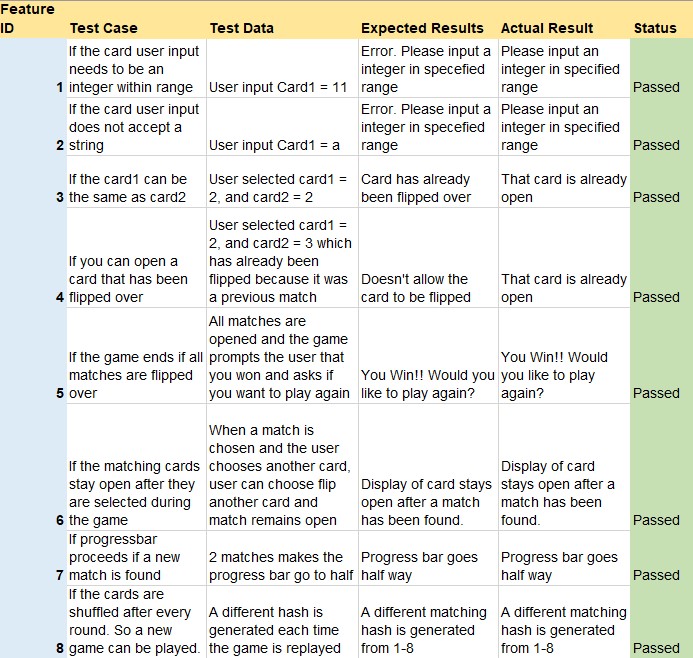 Feature
ID Test Case Test Data Expected Results Actual Result Status
If the card user input
needs to be an
1 integer within range
User input Card1 = 11
Error. Please input a
integer in specefied
range
Please input an
integer in specified
range
Passed
If the card user input
does not accept a
2 string
User input Card1 = a
Error. Please input a
integer in specefied
range
Please input an
integer in specified
range
Passed
If the card1 can be
3 the same as card2
User selected card1 =
2, and card2 = 2
Card has already
been flipped over
That card is already
open
Passed
If you can open a
card that has been
4 flipped over
User selected card1 =
2, and card2 = 3 which
has already been
flipped because it was
a previous match
Doesn't allow the
card to be flipped
That card is already
open
Passed
If the game ends if all
matches are flipped
5 over
All matches are
opened and the game
prompts the user that
you won and asks if
you want to play again
You Win!! Would you
like to play again?
You Win!! Would
you like to play
again?
Passed
If the matching cards
stay open after they
are selected during
6 the game
When a match is
chosen and the user
chooses another card,
user can choose flip
another card and
match remains open
Display of card stays
open after a match
has been found.
Display of card
stays open after a
match has been
found.
Passed
If progressbar
proceeds if a new
7 match is found
2 matches makes the
progress bar go to half
Progress bar goes
half way
Progress bar goes
half way
Passed
If the cards are
shuffled after every
round. So a new
8 game can be played.
A different hash is
generated each time
the game is replayed
A different matching
hash is generated
from 1-8
A different matching
hash is generated
from 1-8
Passed